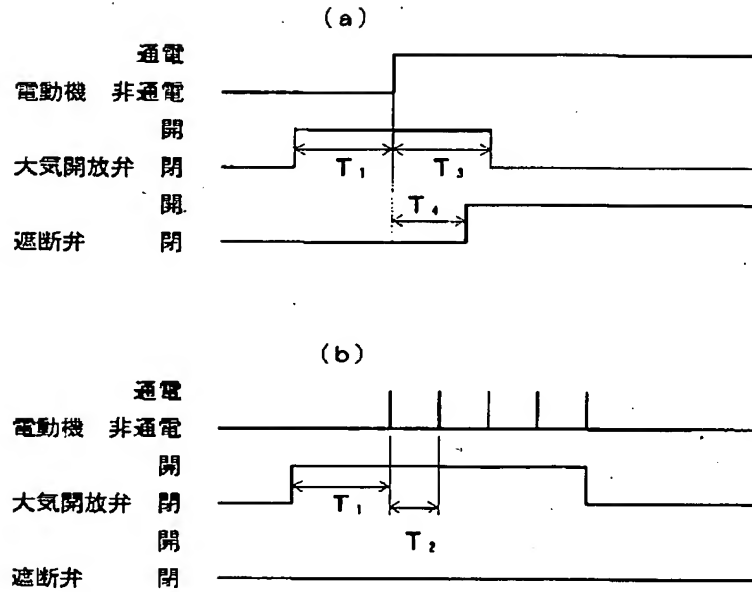 (a)
通電
電動機 非通電
開
大気開放弁 閉 T1 T3
開
T4
遮断弁 閉
(b)
通電
電動機 非通電
開
大気開放弁 閉 T1
開 T2
遮断弁 閉